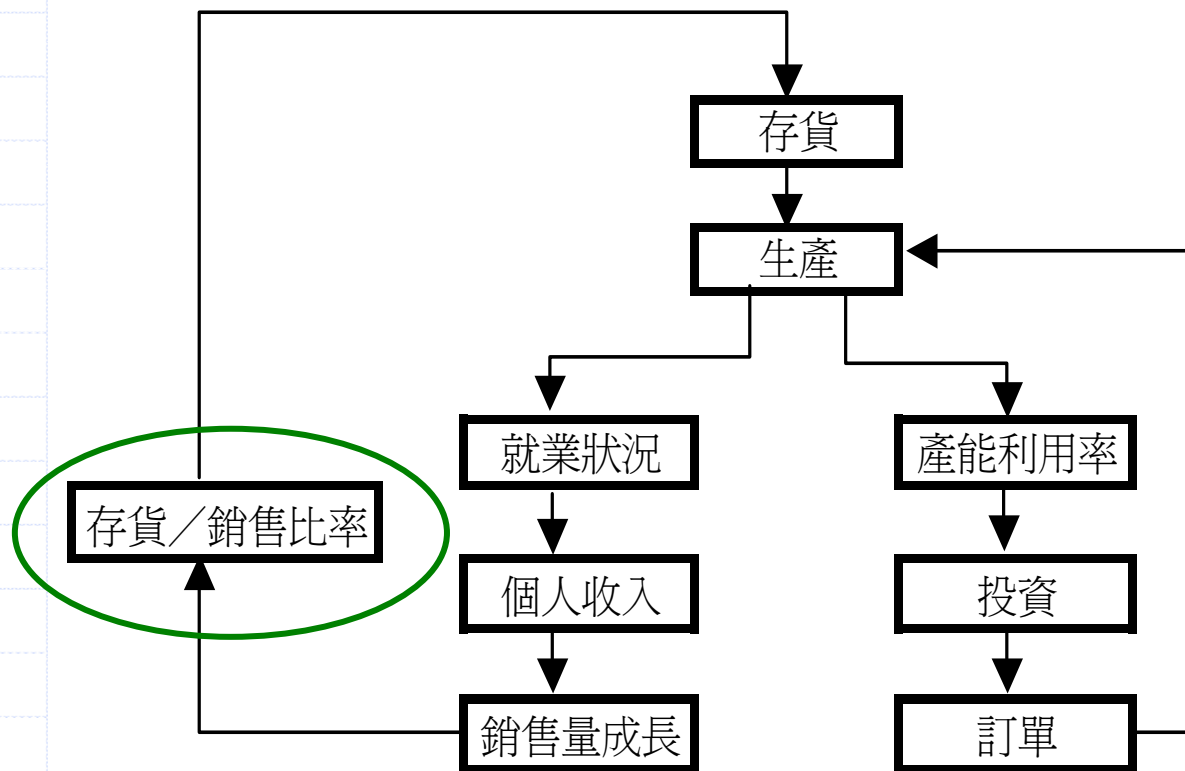 存貨
生產
就業狀況
產能利用率
存貨／銷售比率
個人收入
投資
銷售量成長
訂單